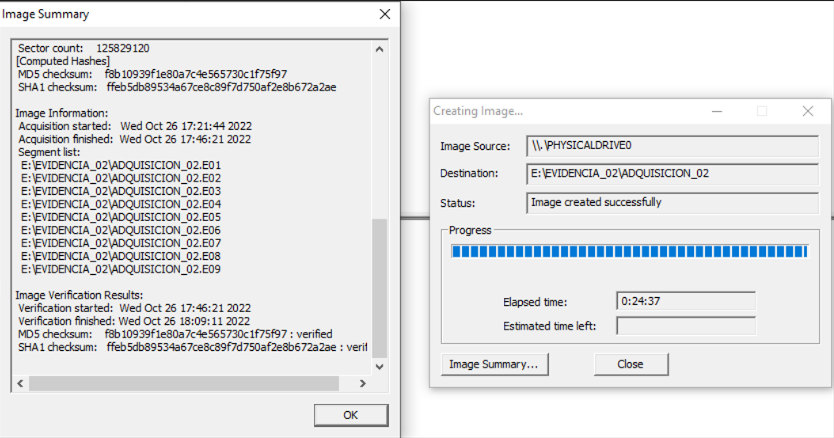 Image Summary
Sector count: 125829120
[Computed Hashes]
MD5 checksum: f8b10939f1e80a7c4e565730c1f75f97
SHA1 checksum: ffeb5db89534a67ce8c89f7d750af2e8b672a2ae
Image Information:
Acquisition started: Wed Oct 26 17:21:44 2022
Acquisition finished: Wed Oct 26 17:46:21 2022
Segment list:
E:\EVIDENCIA_02\ADQUISICION_02.E01
E:\EVIDENCIA_02\ADQUISICION_02.E02
E:\EVIDENCIA_02\ADQUISICION_02.E03
E:\EVIDENCIA_02\ADQUISICION_02.E04
E:\EVIDENCIA_02\ADQUISICION_02.E05
E:\EVIDENCIA_02\ADQUISICION_02.E06
E:\EVIDENCIA_02\ADQUISICION_02.E07
E:\EVIDENCIA_02\ADQUISICION_02.E08
E:\EVIDENCIA_02\ADQUISICION_02.E09
Image Verification Results:
Verification started: Wed Oct 26 17:46:21 2022
Verification finished: Wed Oct 26 18:09:11 2022
MD5 checksum: f8b10939f1e80a7c4e565730c1f75f97 : verified
SHA1 checksum: ffeb5db89534a67ce8c89f7d750af2e8b672a2ae : verif
OK
Creating Image...
Image Source: \\.\PHYSICALDRIVE0
Destination: E:\EVIDENCIA_02\ADQUISICION_02
Status: Image created successfully
Progress
Elapsed time: 0:24:37
Estimated time left:
Image Summary... Close